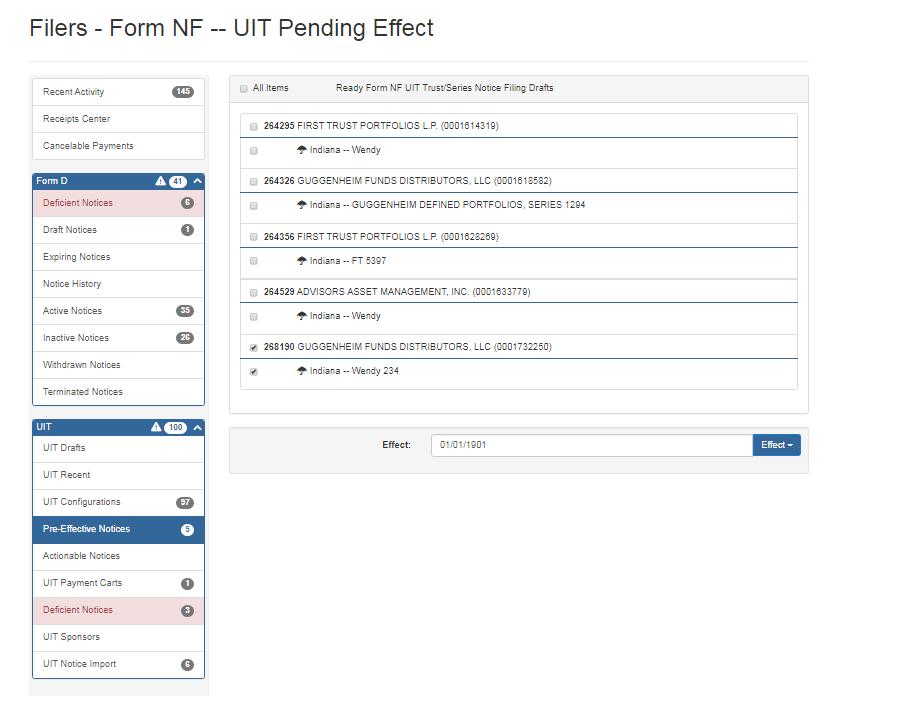 Filers - Form NF -- UIT Pending Effect
Recent Activity 145
Receipts Center
Cancelable Payments
Form D 41
Deficient Notices 6
Draft Notices 1
Expiring Notices
Notice History
Active Notices 35
Inactive Notices 26
Withdrawn Notices
Terminated Notices
UIT 100
UIT Drafts
UIT Recent
UIT Configurations 97
Pre-Effective Notices 5
Actionable Notices
UIT Payment Carts 1
Deficient Notices 3
UIT Sponsors
UIT Notice Import 6
All Items Ready Form NF UIT Trust/Series Notice Filing Drafts
264295 FIRST TRUST PORTFOLIOS L.P. (0001614319)
Indiana -- Wendy
264326 GUGGENHEIM FUNDS DISTRIBUTORS, LLC (0001618582)
Indiana -- GUGGENHEIM DEFINED PORTFOLIOS, SERIES 1294
264356 FIRST TRUST PORTFOLIOS L.P. (0001628269)
Indiana -- FT 5397
264529 ADVISORS ASSET MANAGEMENT, INC. (0001633779)
Indiana -- Wendy
268190 GUGGENHEIM FUNDS DISTRIBUTORS, LLC (0001732250)
Indiana -- Wendy 234
Effect: 01/01/1901 Effect